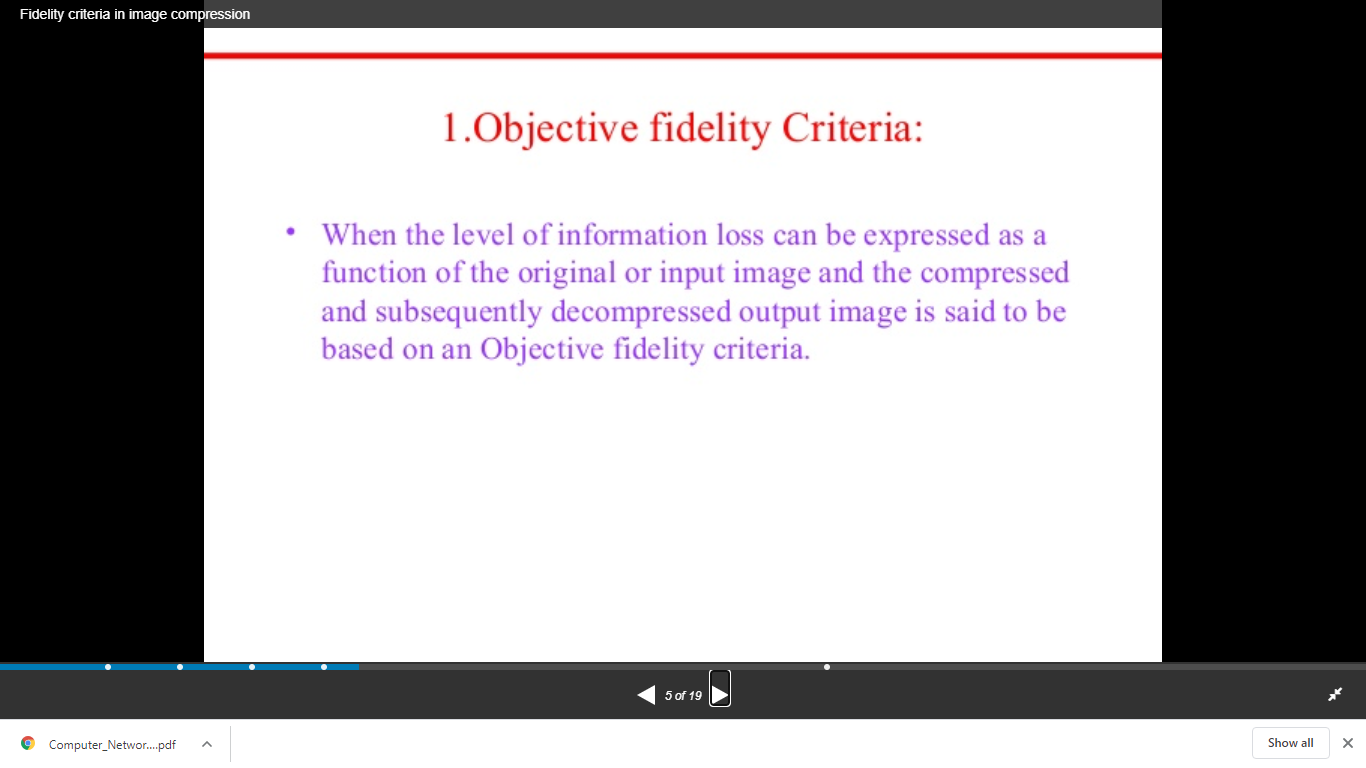 Fidelity criteria in image compression
1.Objective fidelity Criteria:
• When the level of information loss can be expressed as a
function of the original or input image and the compressed
and subsequently decompressed output image is said to be
based on an Objective fidelity criteria.
5 of 19
Computer_Networ....pdf
Show all